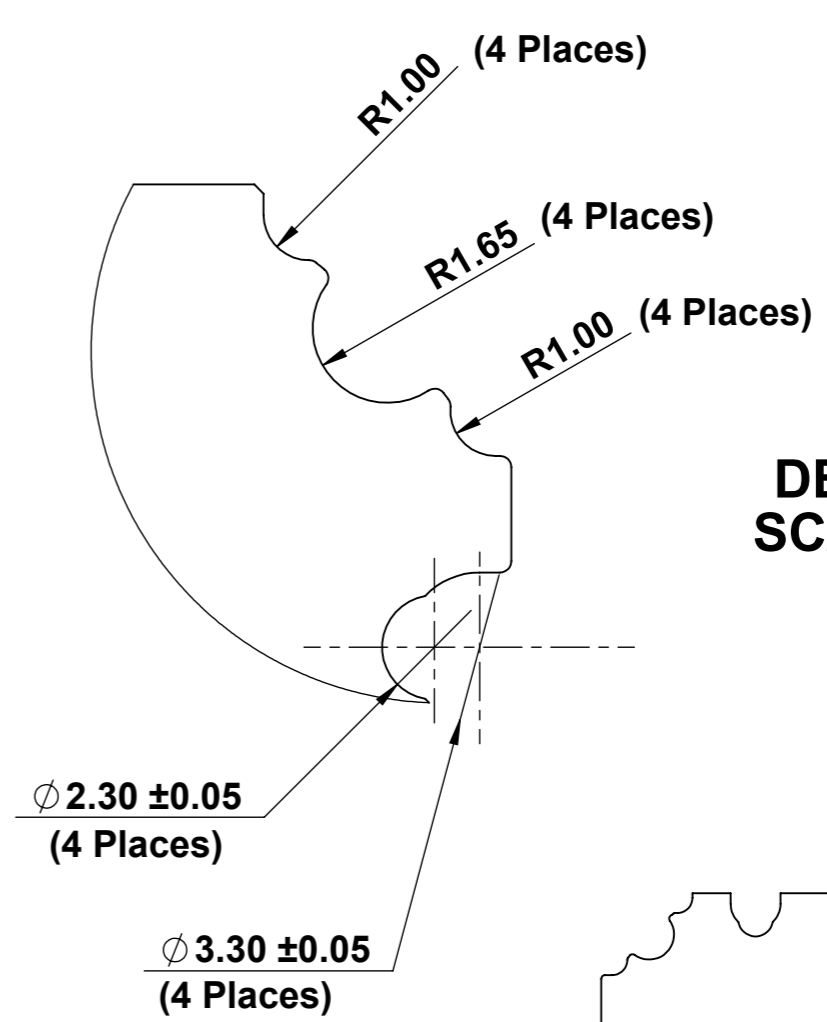 R1.00 (4 Places)
R1.65 (4 Places)
R1.00 (4 Places)
∅2.30 ±0.05
(4 Places)
∅3.30 ±0.05
(4 Places)